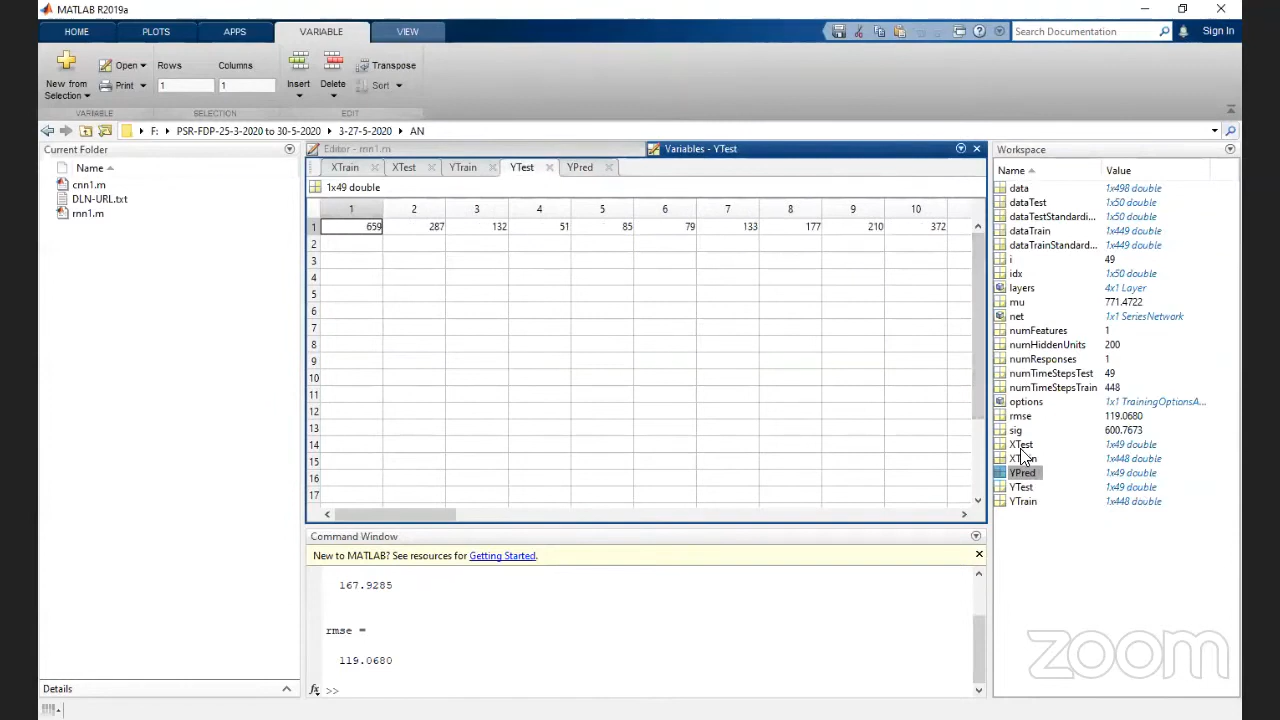 MATLAB R2019a
HOME PLOTS APPS VARIABLE VIEW Search Documentation Sign In
New from Selection Open Print Rows Columns 1 1 Insert Delete Transpose Sort
VARIABLE SELECTION EDIT
F: PSR-FDP-25-3-2020 to 30-5-2020 3-27-5-2020 AN
Current Folder
Name
cnn1.m
DLN-URL.txt
rnn1.m
Details
Editor - rnn1.m Variables - YTest
XTrain XTest YTrain YTest YPred
1x49 double
1 2 3 4 5 6 7 8 9 10
1 659 287 132 51 85 79 133 177 210 372
2
3
4
5
6
7
8
9
10
11
12
13
14
15
16
17
Command Window
New to MATLAB? See resources for Getting Started.
167.9285
rmse =
119.0680
fx >>
Workspace
Name Value
data 1x498 double
dataTest 1x50 double
dataTestStandardi... 1x50 double
dataTrain 1x449 double
dataTrainStandard... 1x449 double
i 49
idx 1x50 double
layers 4x1 Layer
mu 771.4722
net 1x1 SeriesNetwork
numFeatures 1
numHiddenUnits 200
numResponses 1
numTimeStepsTest 49
numTimeStepsTrain 448
options 1x1 TrainingOptionsA...
rmse 119.0680
sig 600.7673
XTest 1x49 double
XTrain 1x448 double
YPred 1x49 double
YTest 1x49 double
YTrain 1x448 double
zoom